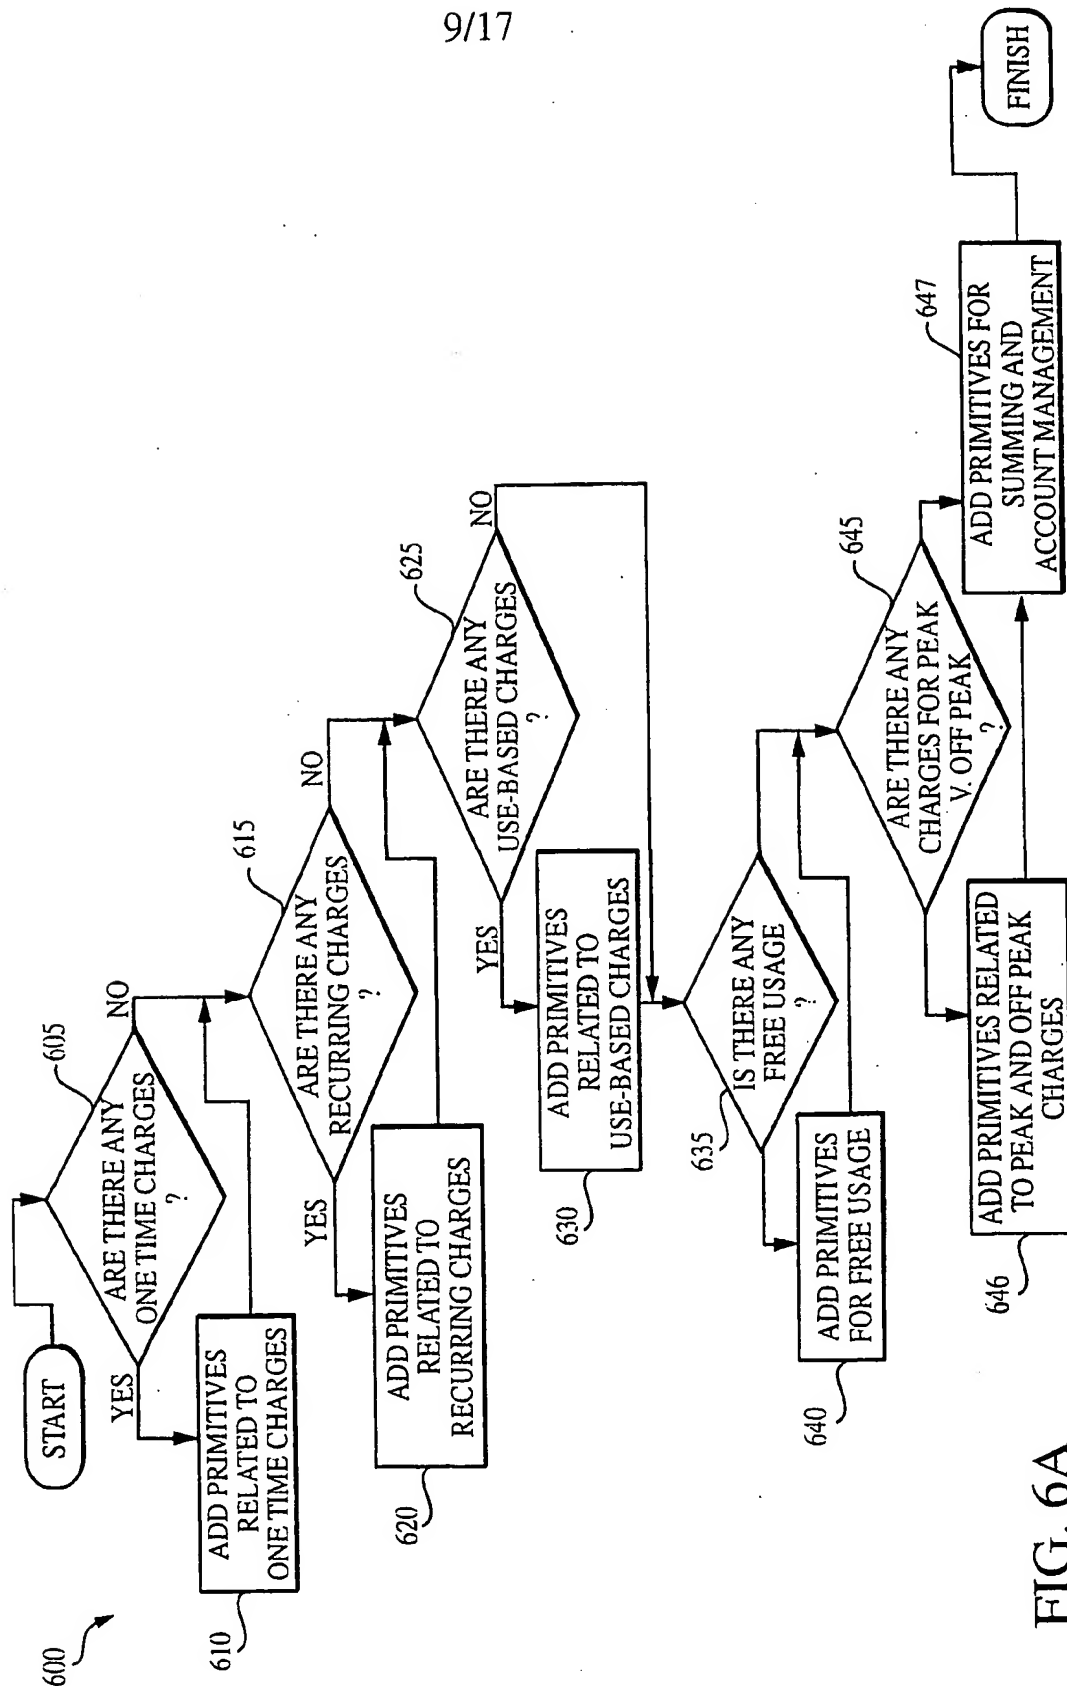 9/17
600
START
605
ARE THERE ANY
ONE TIME CHARGES
?
YES
NO
ADD PRIMITIVES
RELATED TO
ONE TIME CHARGES
610
615
ARE THERE ANY
RECURRING CHARGES
?
YES
NO
ADD PRIMITIVES
RELATED TO
RECURRING CHARGES
620
625
ARE THERE ANY
USE-BASED CHARGES
?
YES
NO
ADD PRIMITIVES
RELATED TO
USE-BASED CHARGES
630
IS THERE ANY
FREE USAGE
?
635
ADD PRIMITIVES
FOR FREE USAGE
640
645
ARE THERE ANY
CHARGES FOR PEAK
V. OFF PEAK
?
ADD PRIMITIVES RELATED
TO PEAK AND OFF PEAK
CHARGES
646
647
ADD PRIMITIVES FOR
SUMMING AND
ACCOUNT MANAGEMENT
FINISH
FIG. 6A